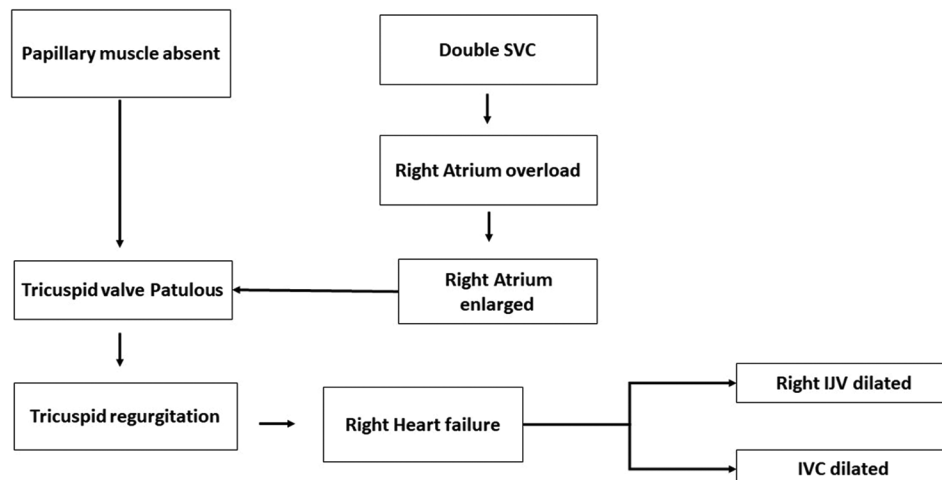 Papillary muscle absent
Double SVC
Right Atrium overload
Tricuspid valve Patulous
Right Atrium
enlarged
Tricuspid regurgitation
Right Heart failure
Right IJV dilated
IVC dilated